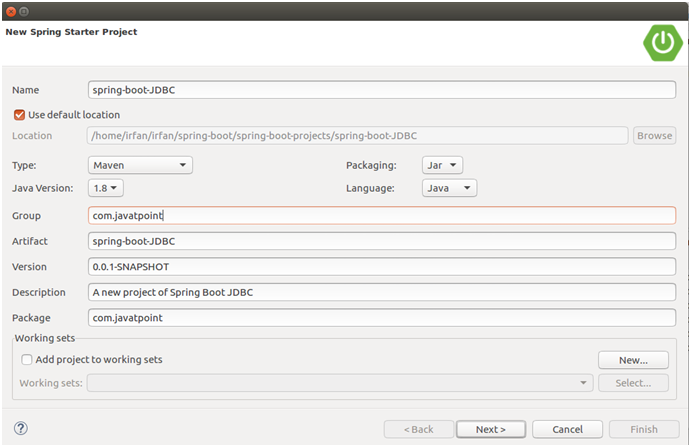 New Spring Starter Project
Name spring-boot-JDBC
Use default location
Location /home/irfan/irfan/spring-boot/spring-boot-projects/spring-boot-JDBC Browse
Type: Maven Packaging: Jar
Java Version: 1.8 Language: Java
Group com.javatpoint
Artifact spring-boot-JDBC
Version 0.0.1-SNAPSHOT
Description A new project of Spring Boot JDBC
Package com.javatpoint
Working sets
Add project to working sets New...
Working sets: Select...
? < Back Next > Cancel Finish